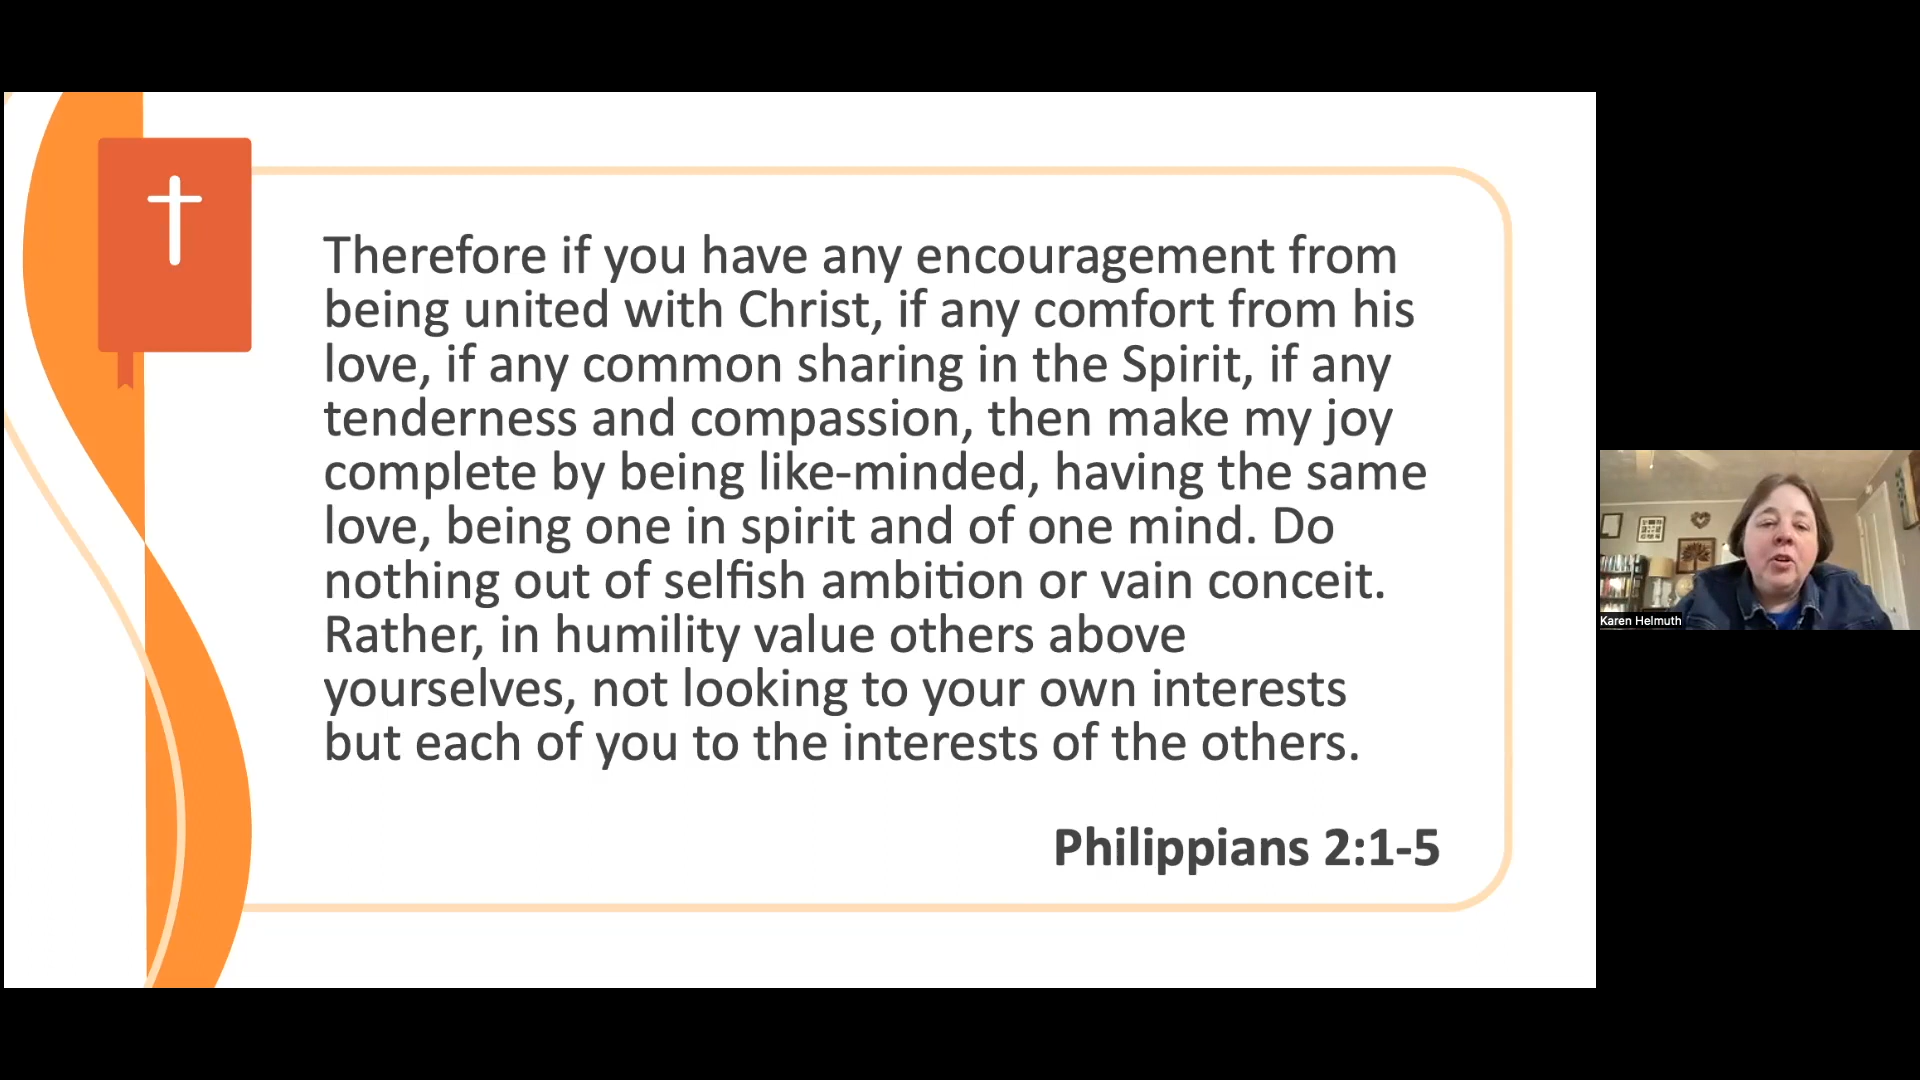 Therefore if you have any encouragement from
being united with Christ, if any comfort from his
love, if any common sharing in the Spirit, if any
tenderness and compassion, then make my joy
complete by being like-minded, having the same
love, being one in spirit and of one mind. Do
nothing out of selfish ambition or vain conceit.
Rather, in humility value others above
yourselves, not looking to your own interests
but each of you to the interests of the others.
Philippians 2:1-5
Karen Helmuth